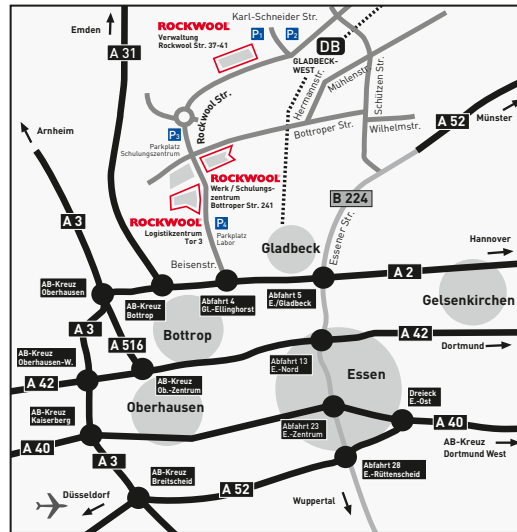 Karl-Schneider Str.
ROCKWOOL
Verwaltung
Rockwool Str. 37-41
P1
P2
DB
GLADBECK-
WEST
Emden
A 31
Hermannstr.
Mühlenstr.
Schützen Str.
Rockwool Str.
Bottroper Str.
Wilhelmstr.
A 52
Münster
Arnheim
P3
Parkplatz
Schulungszentrum
ROCKWOOL
Werk / Schulungs-
zentrum
Bottroper Str. 241
B 224
Essener Str.
ROCKWOOL
Logistikzentrum
Tor 3
P4
Parkplatz
Labor
A 3
Gladbeck
Hannover
Beisenstr.
A 2
AB-Kreuz
Oberhausen
AB-Kreuz
Bottrop
Abfahrt 4
Gl.-Ellinghorst
Abfahrt 5
E./Gladbeck
Gelsenkirchen
A 3
Bottrop
A 516
A 42
Dortmund
AB-Kreuz
Oberhausen-W.
Abfahrt 13
E.-Nord
A 42
AB-Kreuz
Ob.-Zentrum
Essen
Dreieck
E.-Ost
AB-Kreuz
Kaiserberg
Oberhausen
Abfahrt 23
E.-Zentrum
A 40
A 40
AB-Kreuz
Dortmund West
A 3
AB-Kreuz
Breitscheid
Abfahrt 28
E.-Rüttenscheid
A 52
Düsseldorf
Wuppertal